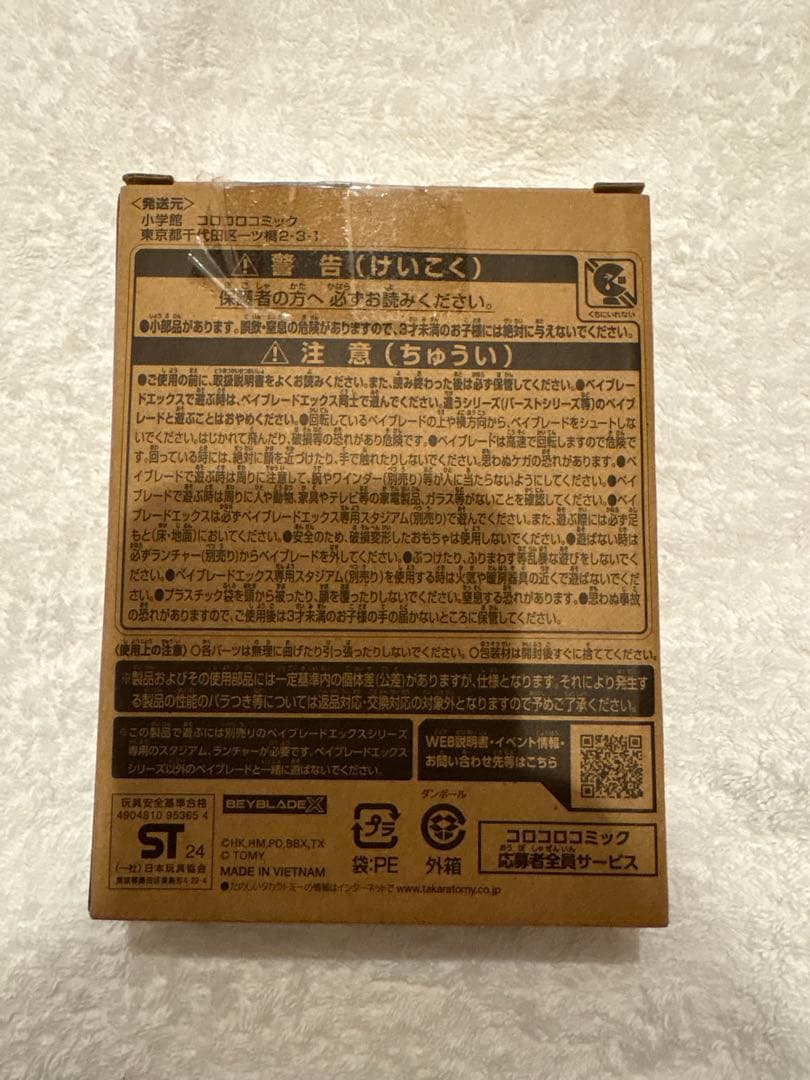 <発送元>
小学館 コロコロコミック
東京都千代田区一ツ橋2-3-1
⚠警告(けいこく)
保護者の方へ必ずお読みください。
くちにいれない
●小部品があります。誤飲・窒息の危険がありますので、3才未満のお子様には絶対に与えないでください。
⚠注意(ちゅうい)
●ご使用の前に、取扱説明書をよくお読みください。また、読み終わった後は必ず保管してください。●ベイブレー
ドエックスで遊ぶ時は、ベイブレードエックス同士で遊んでください。違うシリーズ(バーストシリーズ等)のベイブ
レードと遊ぶことはおやめください。●回転しているベイブレードの上や横方向から、ベイブレードをシュートしな
いでください。はじかれて飛んだり、破損等の恐れがあり危険です。●ベイブレードは高速で回転しますので危険で
す。回っている時には、絶対に顔を近づけたり、手で触れたりしないでください。思わぬケガの恐れがあります。●ベ
イブレードで遊ぶ時は周りに注意して、腕やワインダー(別売り)等が人に当たらないようにしてください。●ベ
イブレードで遊ぶ時は周りに人や動物、家具やテレビ等の家電製品、ガラス等がないことを確認してください。●ベイ
ブレードエックスは必ずベイブレードエックス専用スタジアム(別売り)で遊んでください。また、遊ぶ際には必ず足
もと(床・地面)においてください。●安全のため、破損変形したおもちゃは使用しないでください。●遊ばない時は
必ずランチャー(別売り)からベイブレードを外してください。●ぶつけたり、ふりまわす等乱暴な遊びをしないでく
ださい。●ベイブレードエックス専用スタジアム(別売り)を使用する時は火気や暖房器具の近くで遊ばないでくだ
さい。●プラスチック袋を頭から被ったり、顔を覆ったりしないでください。窒息する恐れがあります。●思わぬ事故
の恐れがありますので、ご使用後は3才未満のお子様の手の届かないところに保管してください。
〈使用上の注意〉○各パーツは無理に曲げたり引っ張ったりしないでください。○包装材は開封後すぐに捨ててください。
※製品およびその使用部品には一定基準内の個体差(公差)がありますが、仕様となります。それにより発生す
る製品の性能のバラつき等については返品対応・交換対応の対象外となりますので予めご了承ください。
※この製品で遊ぶには別売りのベイブレードエックスシリーズ
専用のスタジアム、ランチャーが必要です。ベイブレードエックス
シリーズ以外のベイブレードと一緒に遊ばないでください。
WEB説明書・イベント情報・
お問い合わせ先等はこちら
玩具安全基準合格
4904810 95365 4
ST 24
(一社)日本玩具協会
東京都墨田区東駒形4-22-4
BEYBLADE X
©HK,HM,PD,BBX,TX
© TOMY
MADE IN VIETNAM
●たのしいタカラトミーの情報はインターネットで www.takaratomy.co.jp
プラ
袋:PE
ダンボール
外箱
コロコロコミック
応募者全員サービス